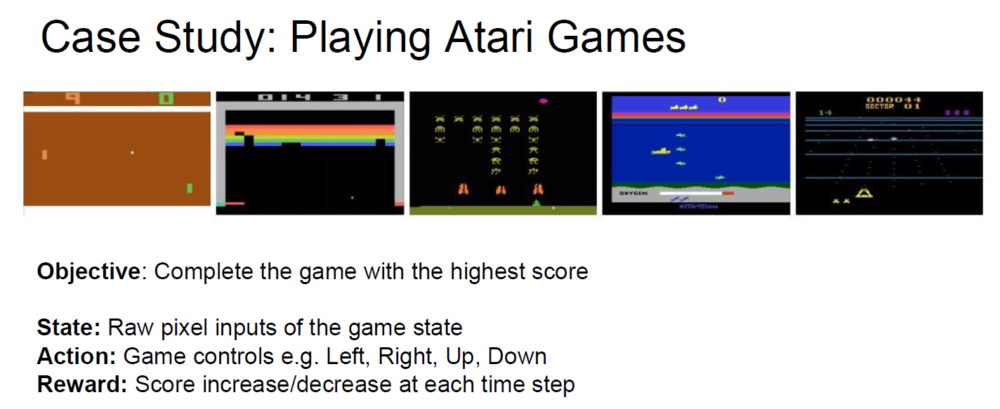 Case Study: Playing Atari Games
9 0
014 3 1
0
000044
SECTOR 01
14
OXYGEN
ACTIVISION
Objective: Complete the game with the highest score
State: Raw pixel inputs of the game state
Action: Game controls e.g. Left, Right, Up, Down
Reward: Score increase/decrease at each time step